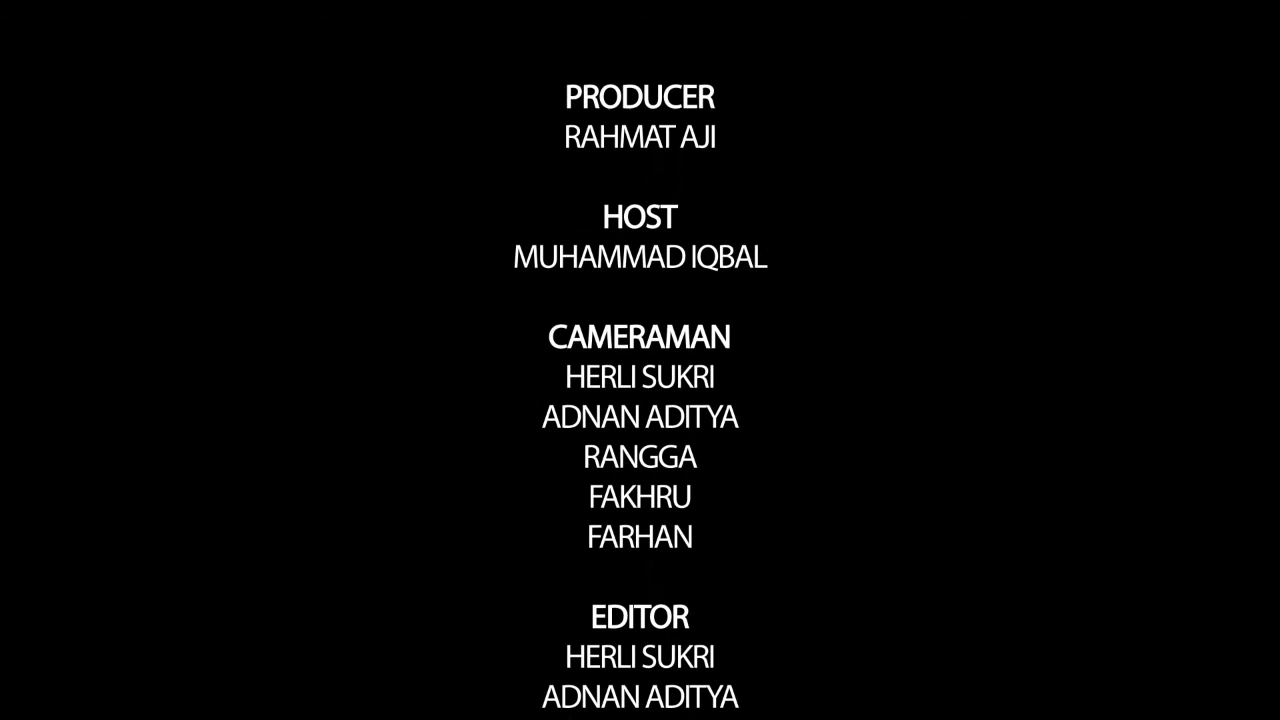 PRODUCER
RAHMAT AJI
HOST
MUHAMMAD IQBAL
CAMERAMAN
HERLI SUKRI
ADNAN ADITYA
RANGGA
FAKHRU
FARHAN
EDITOR
HERLI SUKRI
ADNAN ADITYA